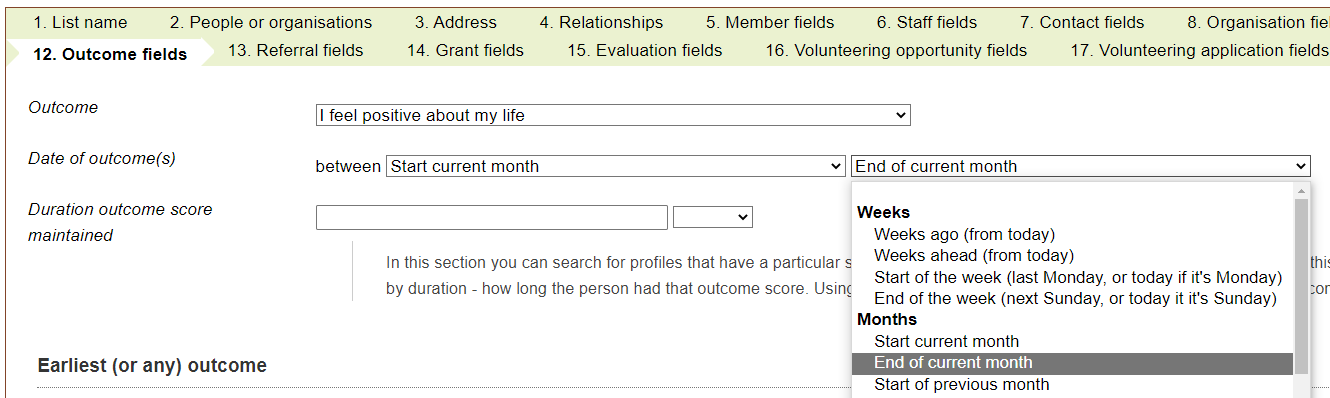 1. List name 2. People or organisations 3. Address 4. Relationships 5. Member fields 6. Staff fields 7. Contact fields 8. Organisation fiel
12. Outcome fields 13. Referral fields 14. Grant fields 15. Evaluation fields 16. Volunteering opportunity fields 17. Volunteering application fields
Outcome
I feel positive about my life
Date of outcome(s)
between Start current month End of current month
Duration outcome score
maintained
Weeks
Weeks ago (from today)
Weeks ahead (from today)
Start of the week (last Monday, or today if it's Monday)
End of the week (next Sunday, or today it it's Sunday)
Months
Start current month
End of current month
Start of previous month
In this section you can search for profiles that have a particular s this
by duration - how long the person had that outcome score. Using con
Earliest (or any) outcome